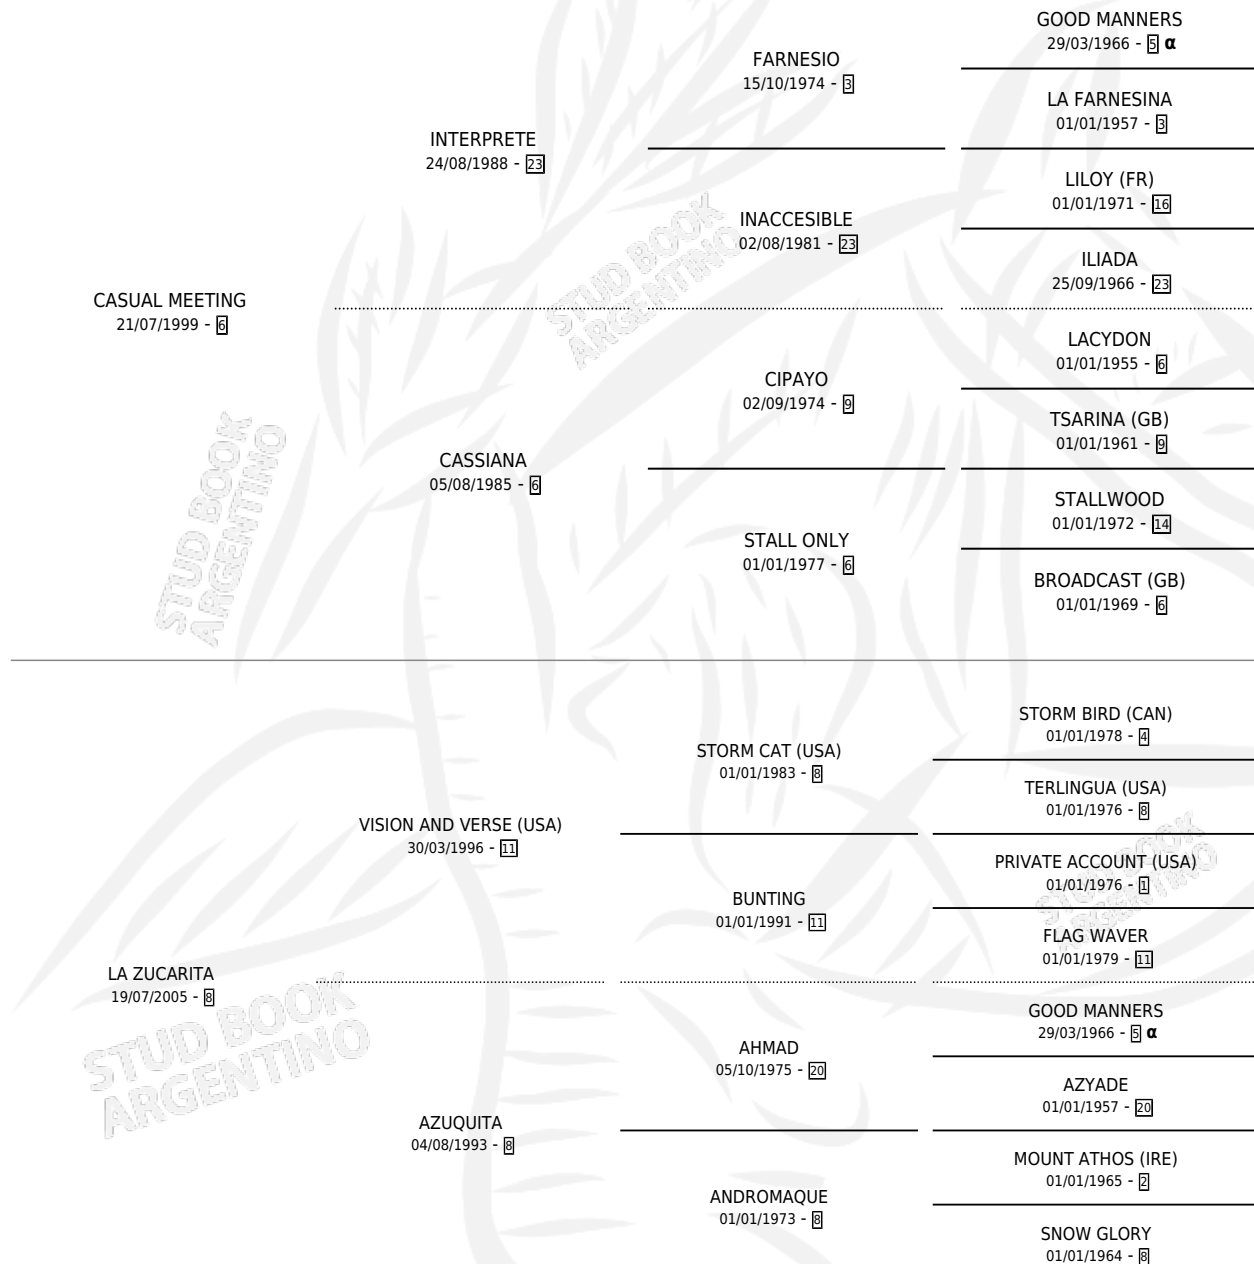 GOOD MANNERS
29/03/1966 - 5 α
FARNESIO
15/10/1974 - 3
LA FARNESINA
01/01/1957 - 3
INTERPRETE
24/08/1988 - 23
LILOY (FR)
01/01/1971 - 16
INACCESIBLE
02/08/1981 - 23
ILIADA
25/09/1966 - 23
CASUAL MEETING
21/07/1999 - 6
LACYDON
01/01/1955 - 6
CIPAYO
02/09/1974 - 9
TSARINA (GB)
01/01/1961 - 9
CASSIANA
05/08/1985 - 6
STALLWOOD
01/01/1972 - 14
STALL ONLY
01/01/1977 - 6
BROADCAST (GB)
01/01/1969 - 6
STORM BIRD (CAN)
01/01/1978 - 4
STORM CAT (USA)
01/01/1983 - 8
TERLINGUA (USA)
01/01/1976 - 8
VISION AND VERSE (USA)
30/03/1996 - 11
PRIVATE ACCOUNT (USA)
01/01/1976 - 1
BUNTING
01/01/1991 - 11
FLAG WAVER
01/01/1979 - 11
LA ZUCARITA
19/07/2005 - 8
GOOD MANNERS
29/03/1966 - 5 α
AHMAD
05/10/1975 - 20
AZYADE
01/01/1957 - 20
AZUQUITA
04/08/1993 - 8
MOUNT ATHOS (IRE)
01/01/1965 - 2
ANDROMAQUE
01/01/1973 - 8
SNOW GLORY
01/01/1964 - 8
STUD BOOK
ARGENTINO
STUD BOOK
ARGENTINO
STUD BOOK
ARGENTINO
STUD BOOK
ARGENTINO